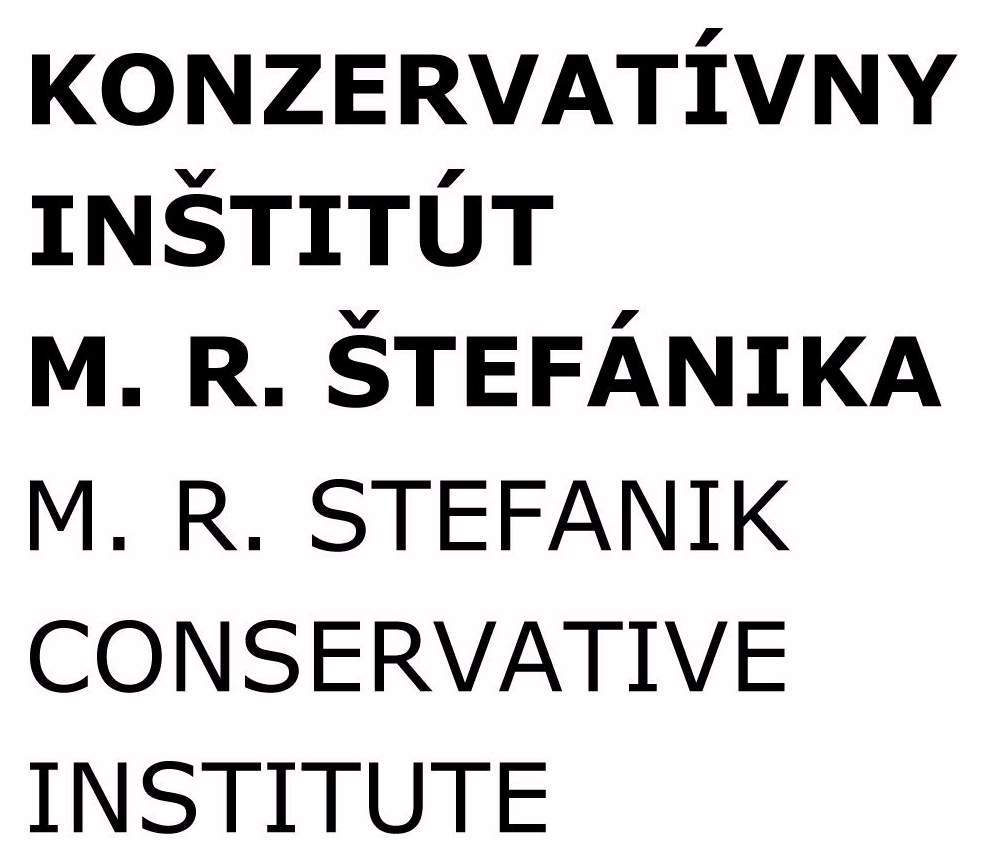 KONZERVATÍVNY
INŠTITÚT
M. R. ŠTEFÁNIKA
M. R. STEFANIK
CONSERVATIVE
INSTITUTE